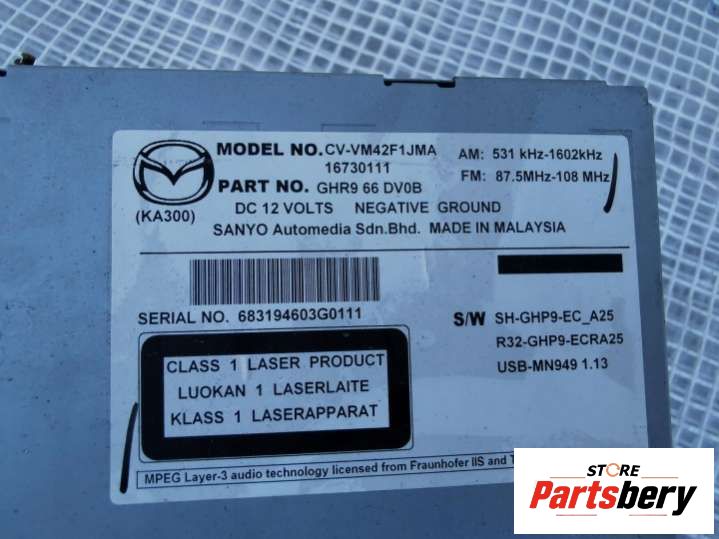 MODEL NO. CV-VM42F1JMA
16730111
AM: 531 kHz-1602kHz
PART NO. GHR9 66 DV0B
FM: 87.5MHz-108 MHz
(KA300)
DC 12 VOLTS NEGATIVE GROUND
SANYO Automedia Sdn.Bhd. MADE IN MALAYSIA
SERIAL NO. 683194603G0111
S/W SH-GHP9-EC_A25
R32-GHP9-ECRA25
USB-MN949 1.13
CLASS 1 LASER PRODUCT
LUOKAN 1 LASERLAITE
KLASS 1 LASERAPPARAT
MPEG Layer-3 audio technology licensed from Fraunhofer IIS and
STORE
Partsbery